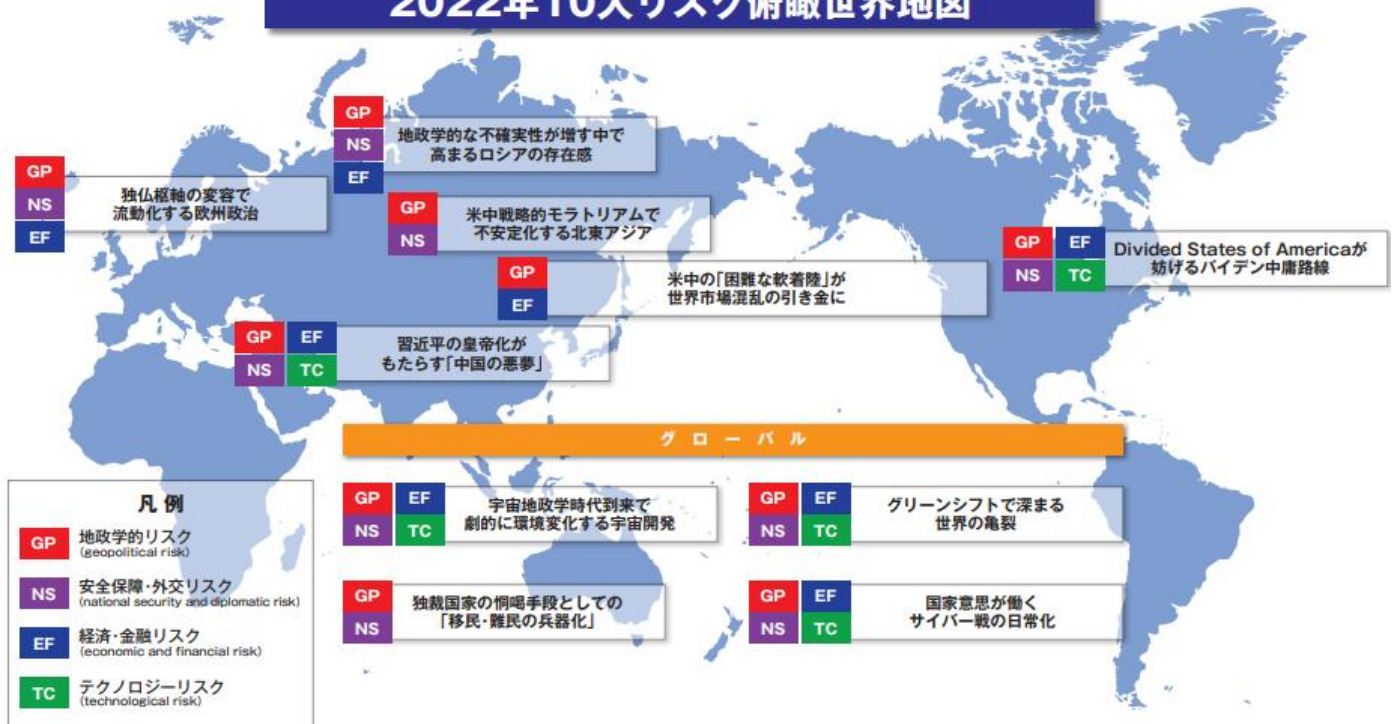 2022年10大リスク俯瞰世界地図
GP
NS
EF
地政学的な不確実性が増す中で
高まるロシアの存在感
GP
NS
EF
独仏枢軸の変容で
流動化する欧州政治
GP
NS
米中戦略的モラトリアムで
不安定化する北東アジア
GP
EF
米中の「困難な軟着陸」が
世界市場混乱の引き金に
GP EF
NS TC
Divided States of Americaが
妨げるバイデン中庸路線
GP EF
NS TC
習近平の皇帝化が
もたらす「中国の悪夢」
グローバル
GP EF
NS TC
宇宙地政学時代到来で
劇的に環境変化する宇宙開発
GP EF
NS TC
グリーンシフトで深まる
世界の亀裂
GP
NS
独裁国家の恫喝手段としての
「移民・難民の兵器化」
GP EF
NS TC
国家意思が働く
サイバー戦の日常化
凡例
GP 地政学的リスク
(geopolitical risk)
NS 安全保障・外交リスク
(national security and diplomatic risk)
EF 経済・金融リスク
(economic and financial risk)
TC テクノロジーリスク
(technological risk)